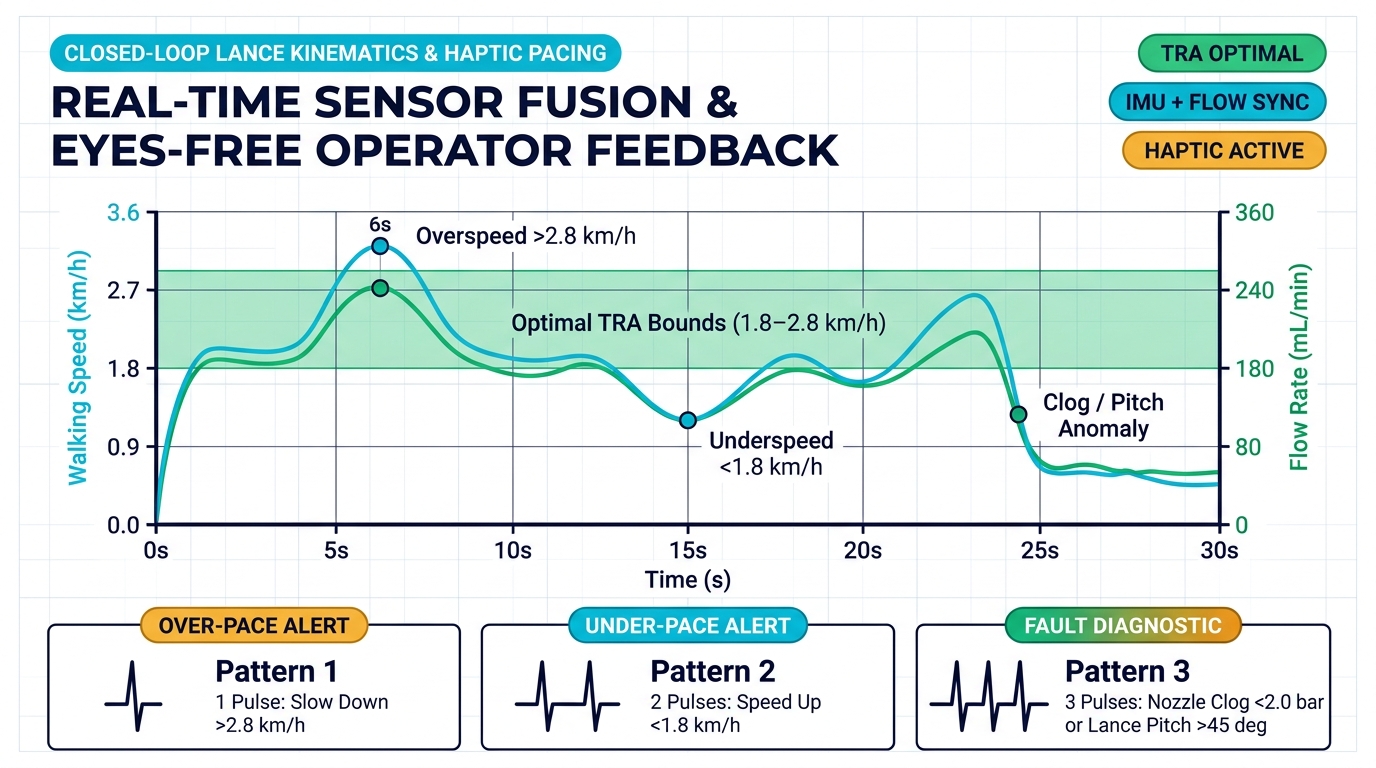 CLOSED-LOOP LANCE KINEMATICS & HAPTIC PACING
REAL-TIME SENSOR FUSION &
EYES-FREE OPERATOR FEEDBACK
TRA OPTIMAL
IMU + FLOW SYNC
HAPTIC ACTIVE
Walking Speed (km/h)
3.6
2.7
1.8
0.9
0.0
6s
Overspeed >2.8 km/h
Optimal TRA Bounds (1.8–2.8 km/h)
Underspeed
<1.8 km/h
Clog / Pitch
Anomaly
360
240
180
80
0
Flow Rate (mL/min)
0s
5s
10s
15s
20s
25s
30s
Time (s)
OVER-PACE ALERT
Pattern 1
1 Pulse: Slow Down
>2.8 km/h
UNDER-PACE ALERT
Pattern 2
2 Pulses: Speed Up
<1.8 km/h
FAULT DIAGNOSTIC
Pattern 3
3 Pulses: Nozzle Clog <2.0 bar
or Lance Pitch >45 deg